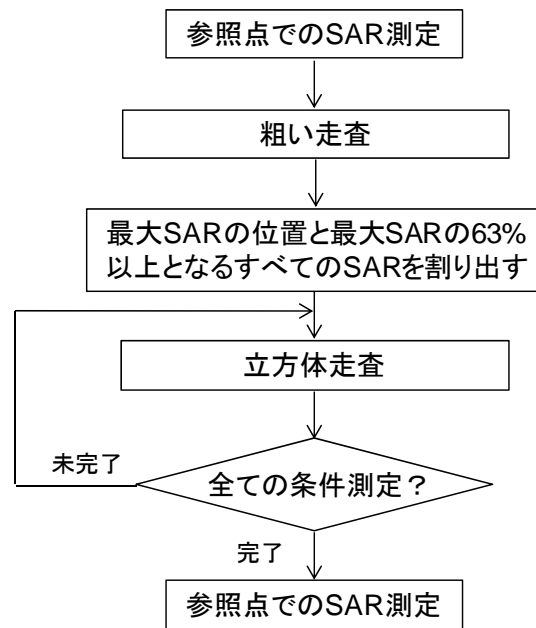 参照点でのSAR測定
粗い走査
最大SARの位置と最大SARの63%
以上となるすべてのSARを割り出す
立方体走査
未完了
全ての条件測定？
完了
参照点でのSAR測定